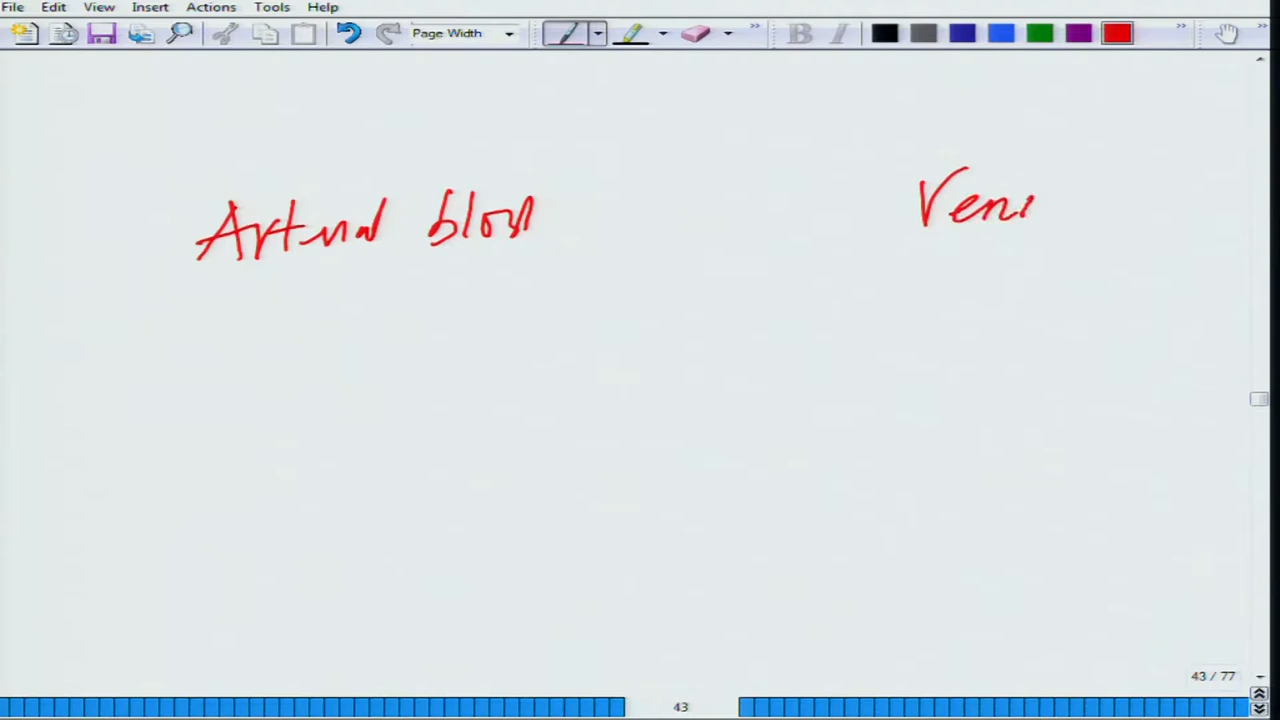 File Edit View Insert Actions Tools Help
Page Width B I
Arterial blood Veni
43 / 77
43